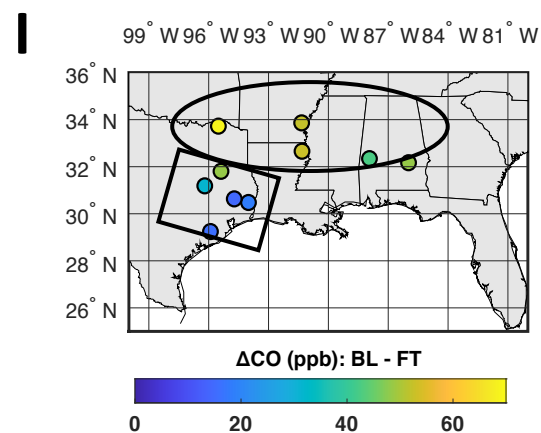 I
99° W 96° W 93° W 90° W 87° W 84° W 81° W
36° N
34° N
32° N
30° N
28° N
26° N
ΔCO (ppb): BL - FT
0 20 40 60